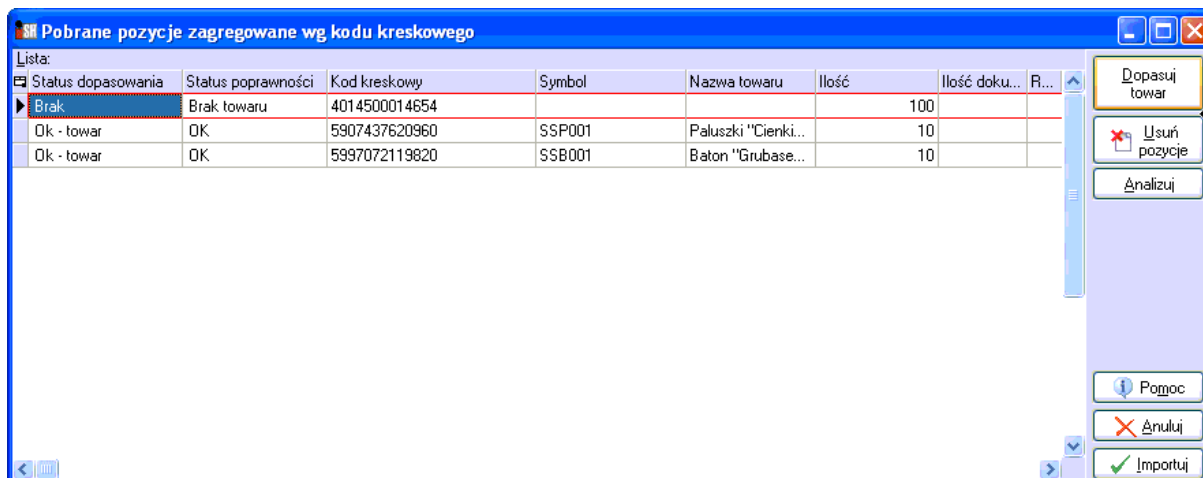 Pobrane pozycje zagregowane wg kodu kreskowego
Lista:
Status dopasowania Status poprawności Kod kreskowy Symbol Nazwa towaru Ilość Ilość doku... R...
Brak Brak towaru 4014500014654 100
Ok - towar OK 5907437620960 SSP001 Paluszki "Cienki... 10
Ok - towar OK 5997072119820 SSB001 Baton "Grubase... 10
Dopasuj
towar
Usuń
pozycje
Analizuj
Pomoc
Anuluj
Importuj